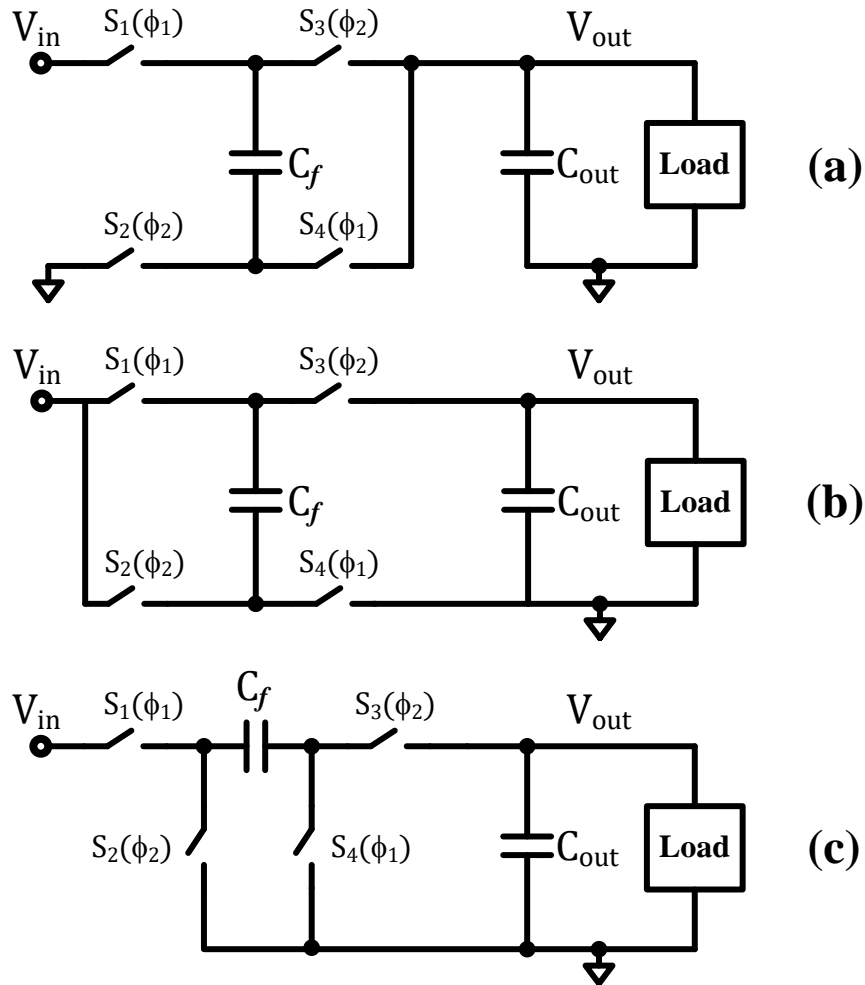 V_in S₁(ϕ₁) S₃(ϕ₂) V_out
C_f C_out Load (a)
S₂(ϕ₂) S₄(ϕ₁)
V_in S₁(ϕ₁) S₃(ϕ₂) V_out
C_f C_out Load (b)
S₂(ϕ₂) S₄(ϕ₁)
V_in S₁(ϕ₁) C_f S₃(ϕ₂) V_out
S₂(ϕ₂) S₄(ϕ₁) C_out Load (c)